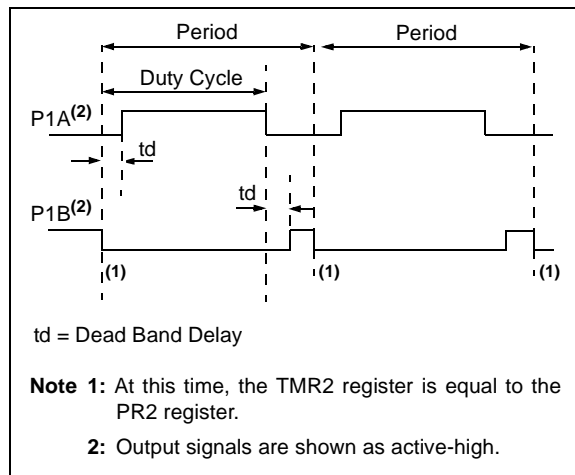 Period Period
Duty Cycle
P1A(2)
td
td
P1B(2)
(1) (1) (1)
td = Dead Band Delay
Note 1: At this time, the TMR2 register is equal to the
PR2 register.
2: Output signals are shown as active-high.